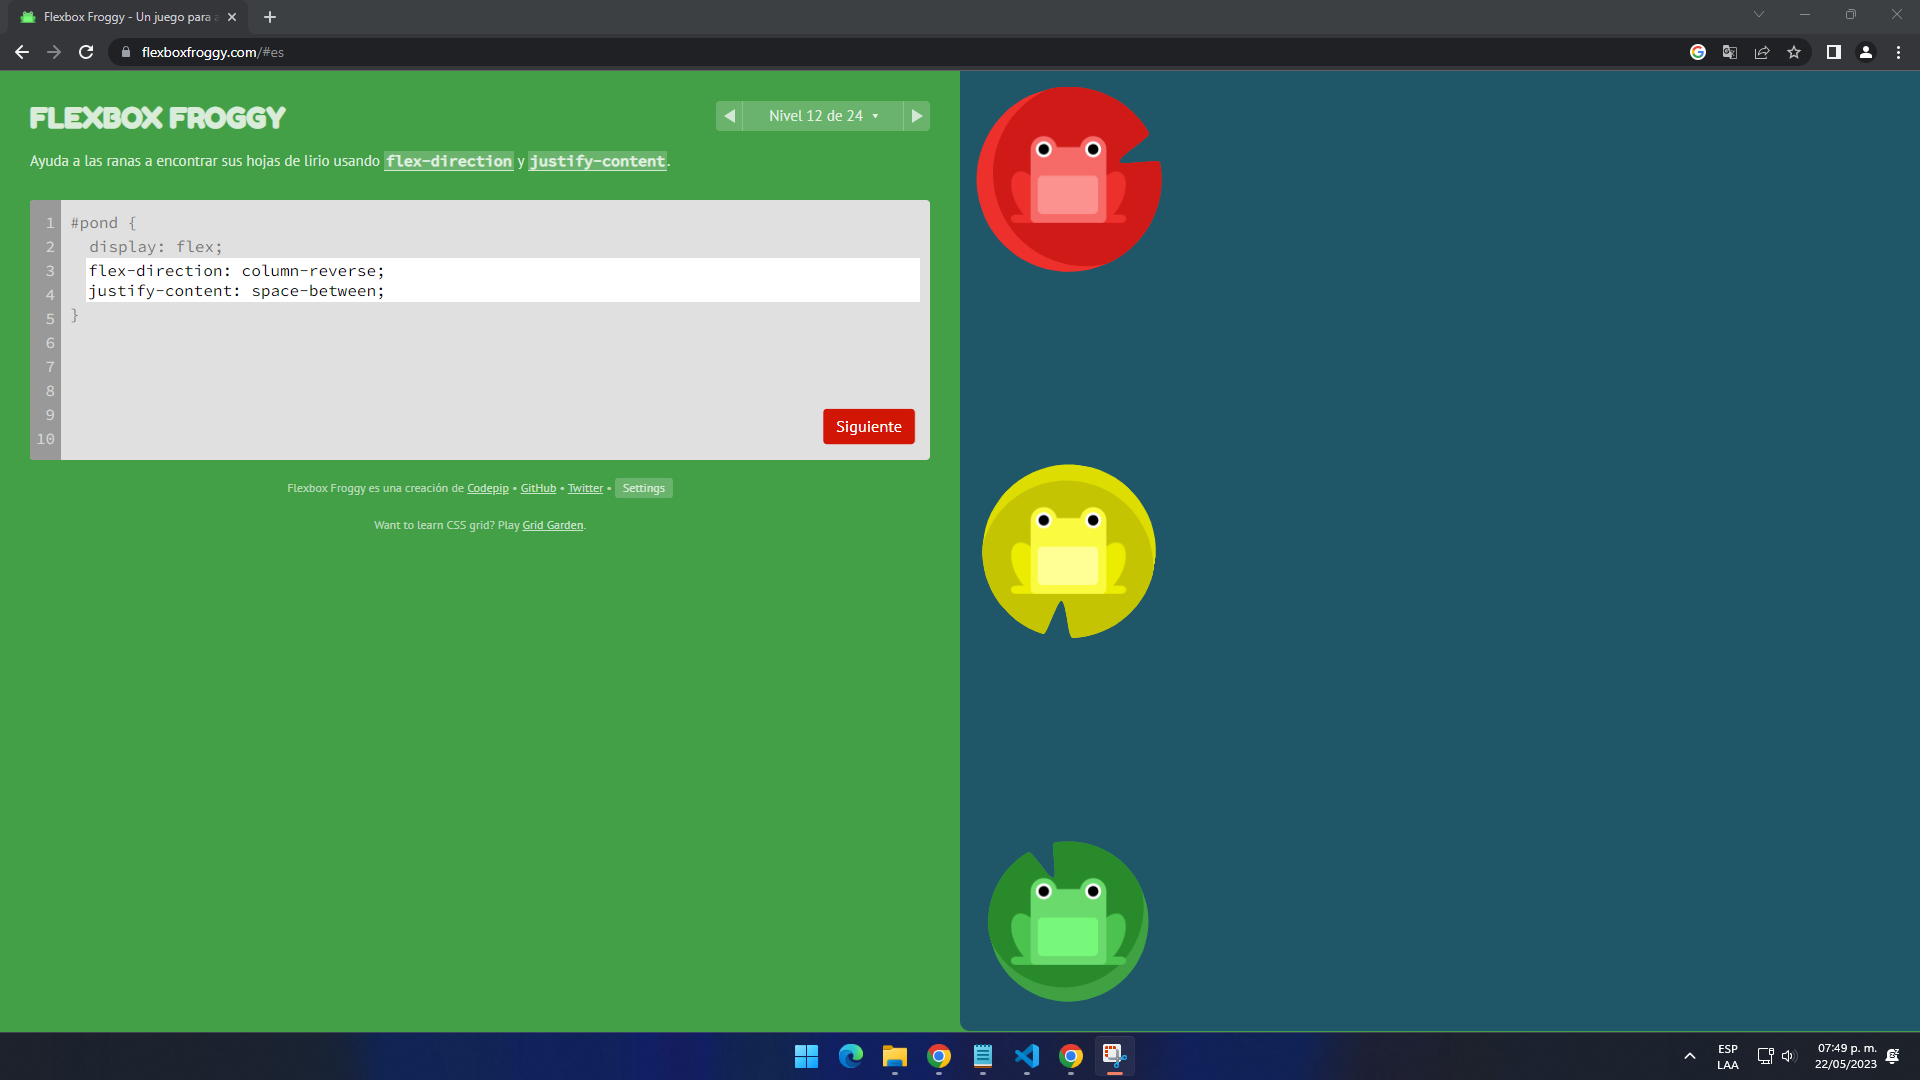 Flexbox Froggy - Un juego para a
flexboxfroggy.com/#es
FLEXBOX FROGGY
Nivel 12 de 24
Ayuda a las ranas a encontrar sus hojas de lirio usando flex-direction y justify-content.
1 #pond {
2 display: flex;
3 flex-direction: column-reverse;
4 justify-content: space-between;
5 }
6
7
8
9
10
Siguiente
Flexbox Froggy es una creación de Codepip • GitHub • Twitter • Settings
Want to learn CSS grid? Play Grid Garden.
ESP
LAA
07:49 p. m.
22/05/2023